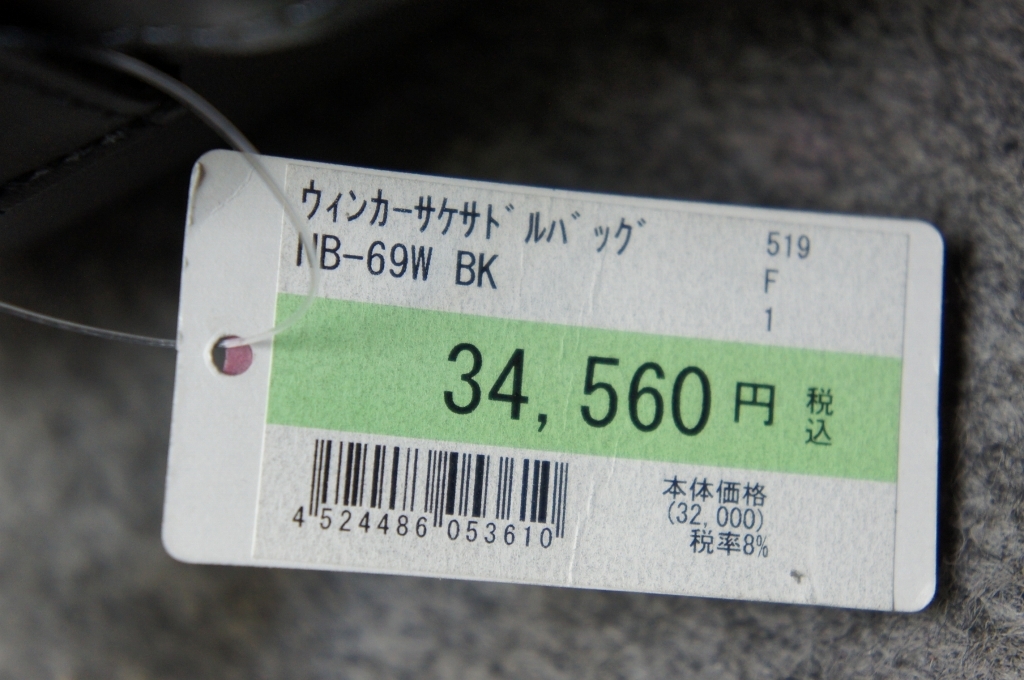 ウィンカーサケサドルバッグ
NB-69W BK
519
F
1
34,560円 税込
4 524486 053610
本体価格
(32,000)
税率8%